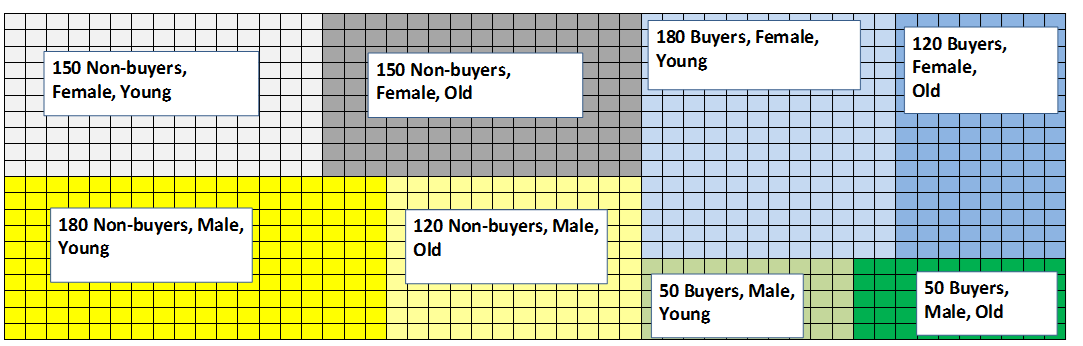 150 Non-buyers,
Female, Young
150 Non-buyers,
Female, Old
180 Buyers, Female,
Young
120 Buyers,
Female,
Old
180 Non-buyers, Male,
Young
120 Non-buyers, Male,
Old
50 Buyers, Male,
Young
50 Buyers,
Male, Old